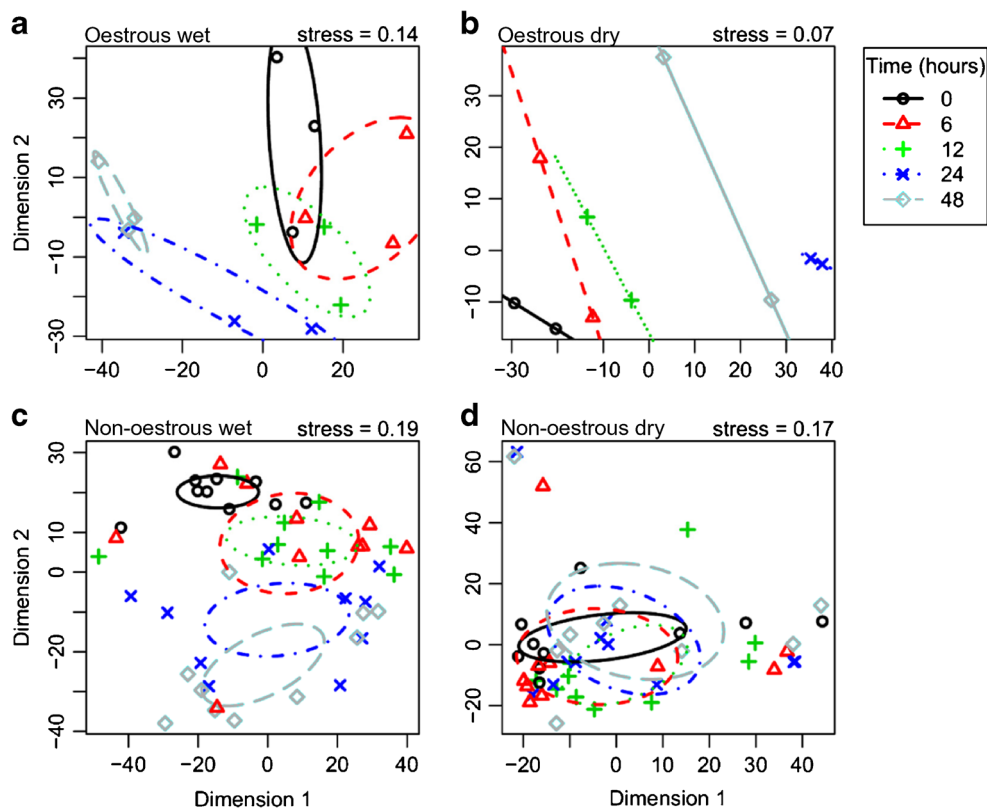 a Oestrous wet stress = 0.14
b Oestrous dry stress = 0.07
Time (hours)
0
6
12
24
48
Dimension 2
10
−10
−30
−40 −20 0 20
30
20
10
0
−10
−30 −20 −10 0 10 20 30 40
c Non-oestrous wet stress = 0.19
d Non-oestrous dry stress = 0.17
Dimension 2
30
20
0
−20
−40
−40 −20 0 20 40
Dimension 1
60
40
20
0
−20
−20 −10 0 10 20 30 40
Dimension 1